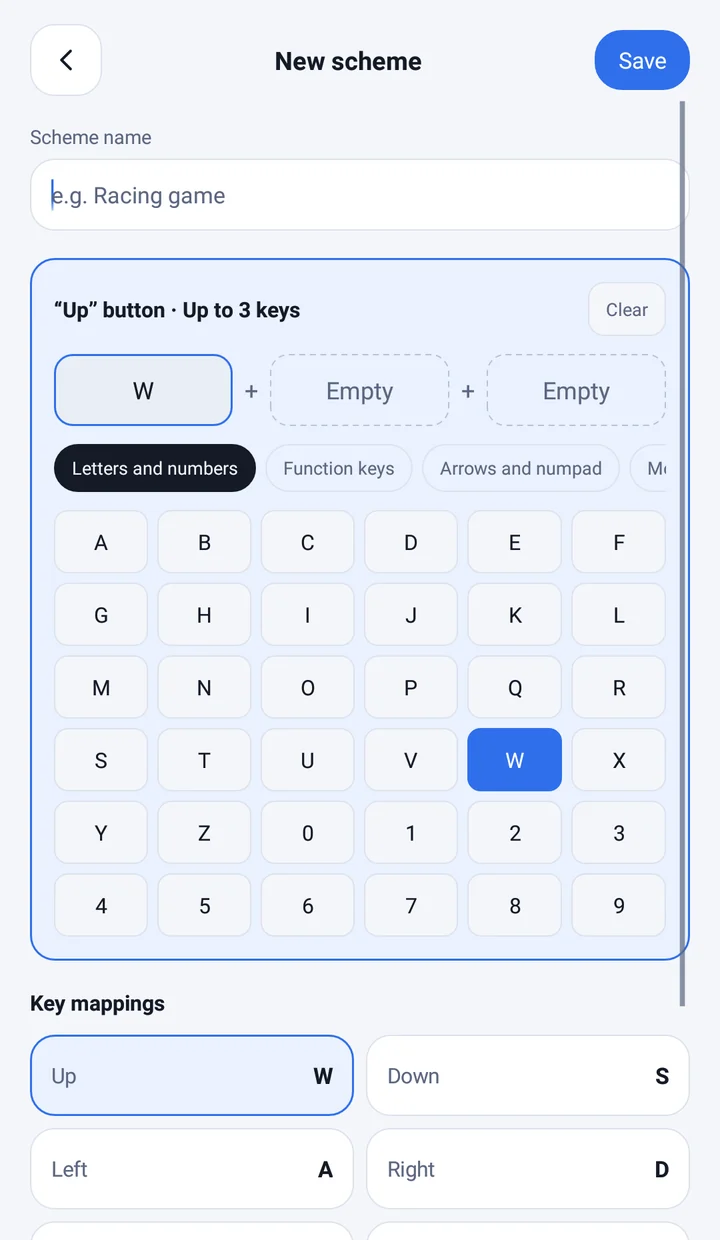 New scheme
Save
Scheme name
e.g. Racing game
“Up” button · Up to 3 keys
Clear
W + Empty + Empty
Letters and numbers Function keys Arrows and numpad
A B C D E F
G H I J K L
M N O P Q R
S T U V W X
Y Z 0 1 2 3
4 5 6 7 8 9
Key mappings
Up W Down S
Left A Right D